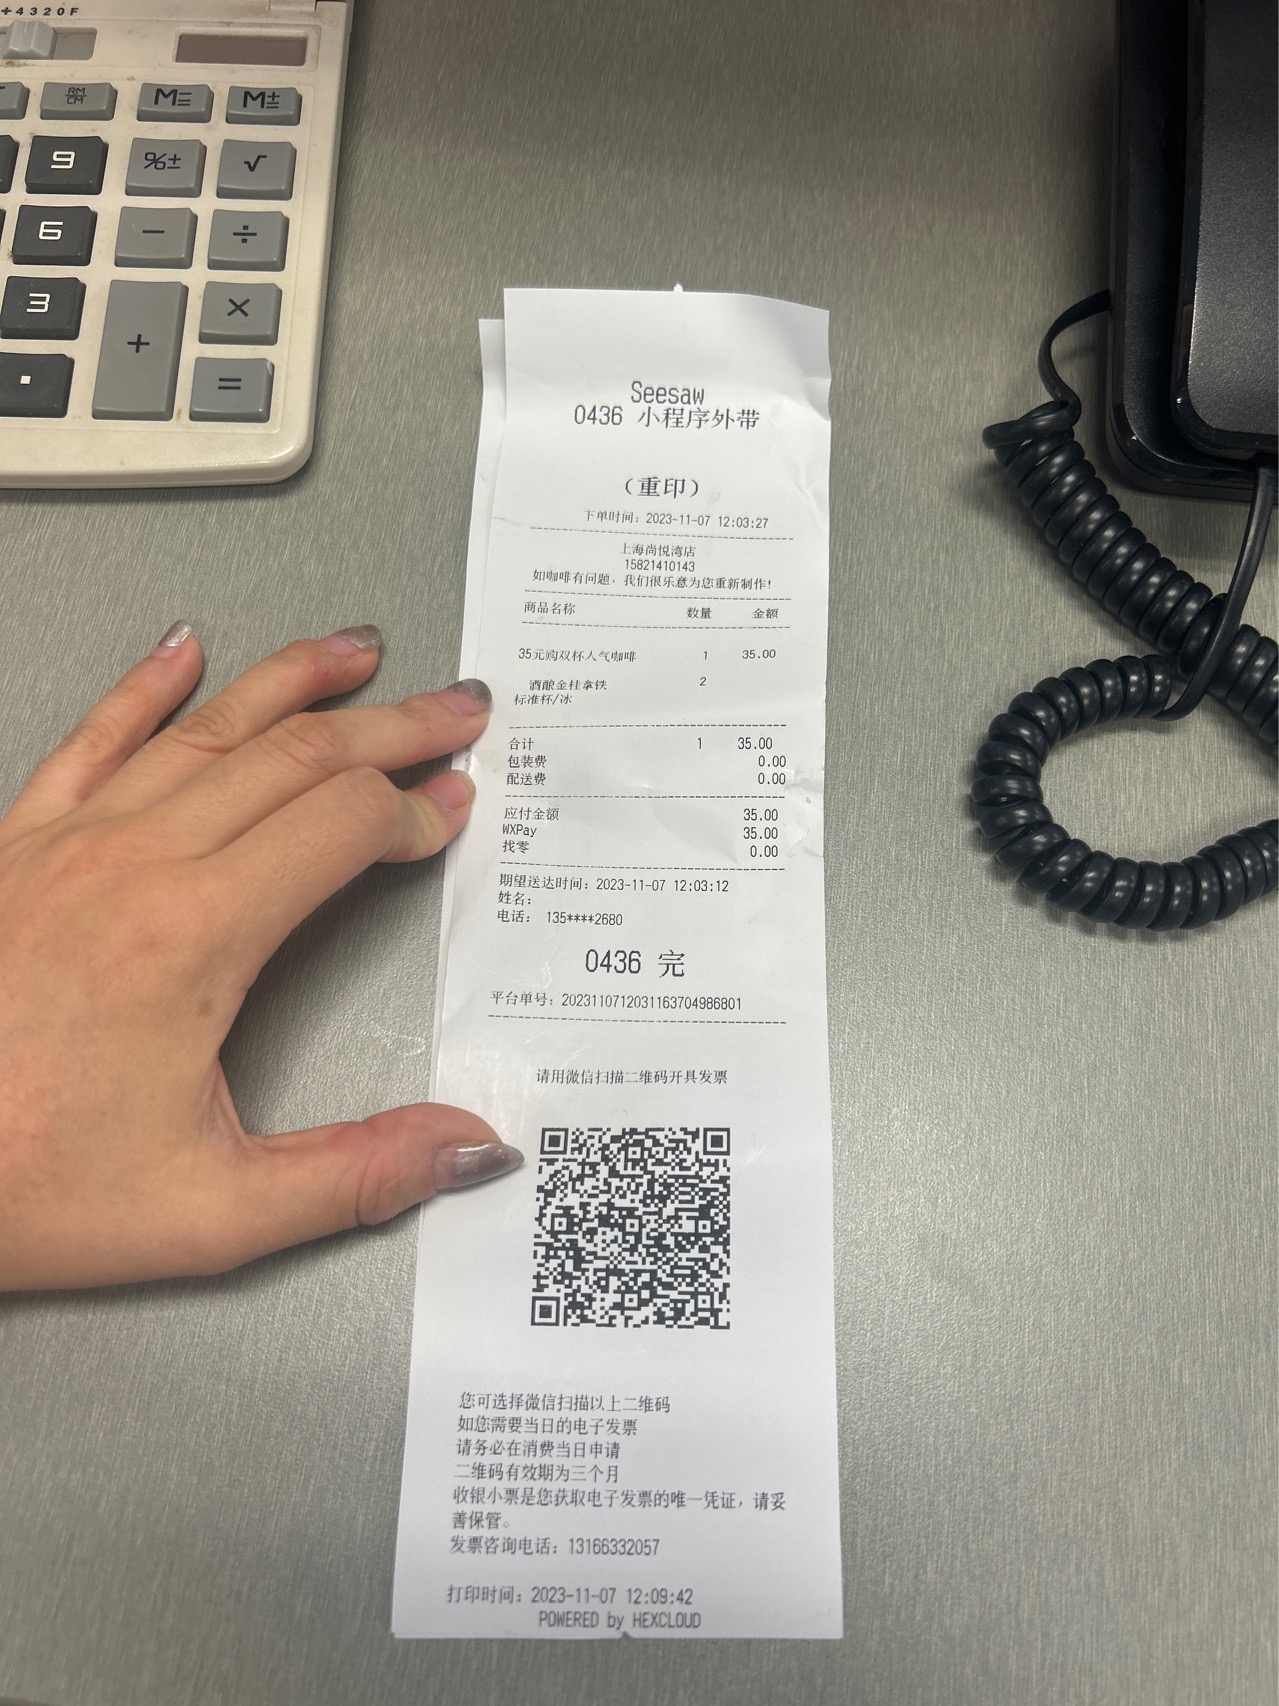 +4320F
RM
CM
M=
M±
9
%±
√
6
−
÷
3
+
×
.
=
Seesaw
0436 小程序外带
（重印）
下单时间：2023-11-07 12:03:27
上海尚悦湾店
15821410143
如咖啡有问题，我们很乐意为您重新制作!
商品名称 数量 金额
35元购双杯人气咖啡 1 35.00
酒酿金桂拿铁 2
标准杯/冰
合计 1 35.00
包装费 0.00
配送费 0.00
应付金额 35.00
WXPay 35.00
找零 0.00
期望送达时间：2023-11-07 12:03:12
姓名：
电话： 135****2680
0436 完
平台单号：2023110712031163704986801
请用微信扫描二维码开具发票
您可选择微信扫描以上二维码
如您需要当日的电子发票
请务必在消费当日申请
二维码有效期为三个月
收银小票是您获取电子发票的唯一凭证，请妥
善保管。
发票咨询电话：13166332057
打印时间：2023-11-07 12:09:42
POWERED by HEXCLOUD